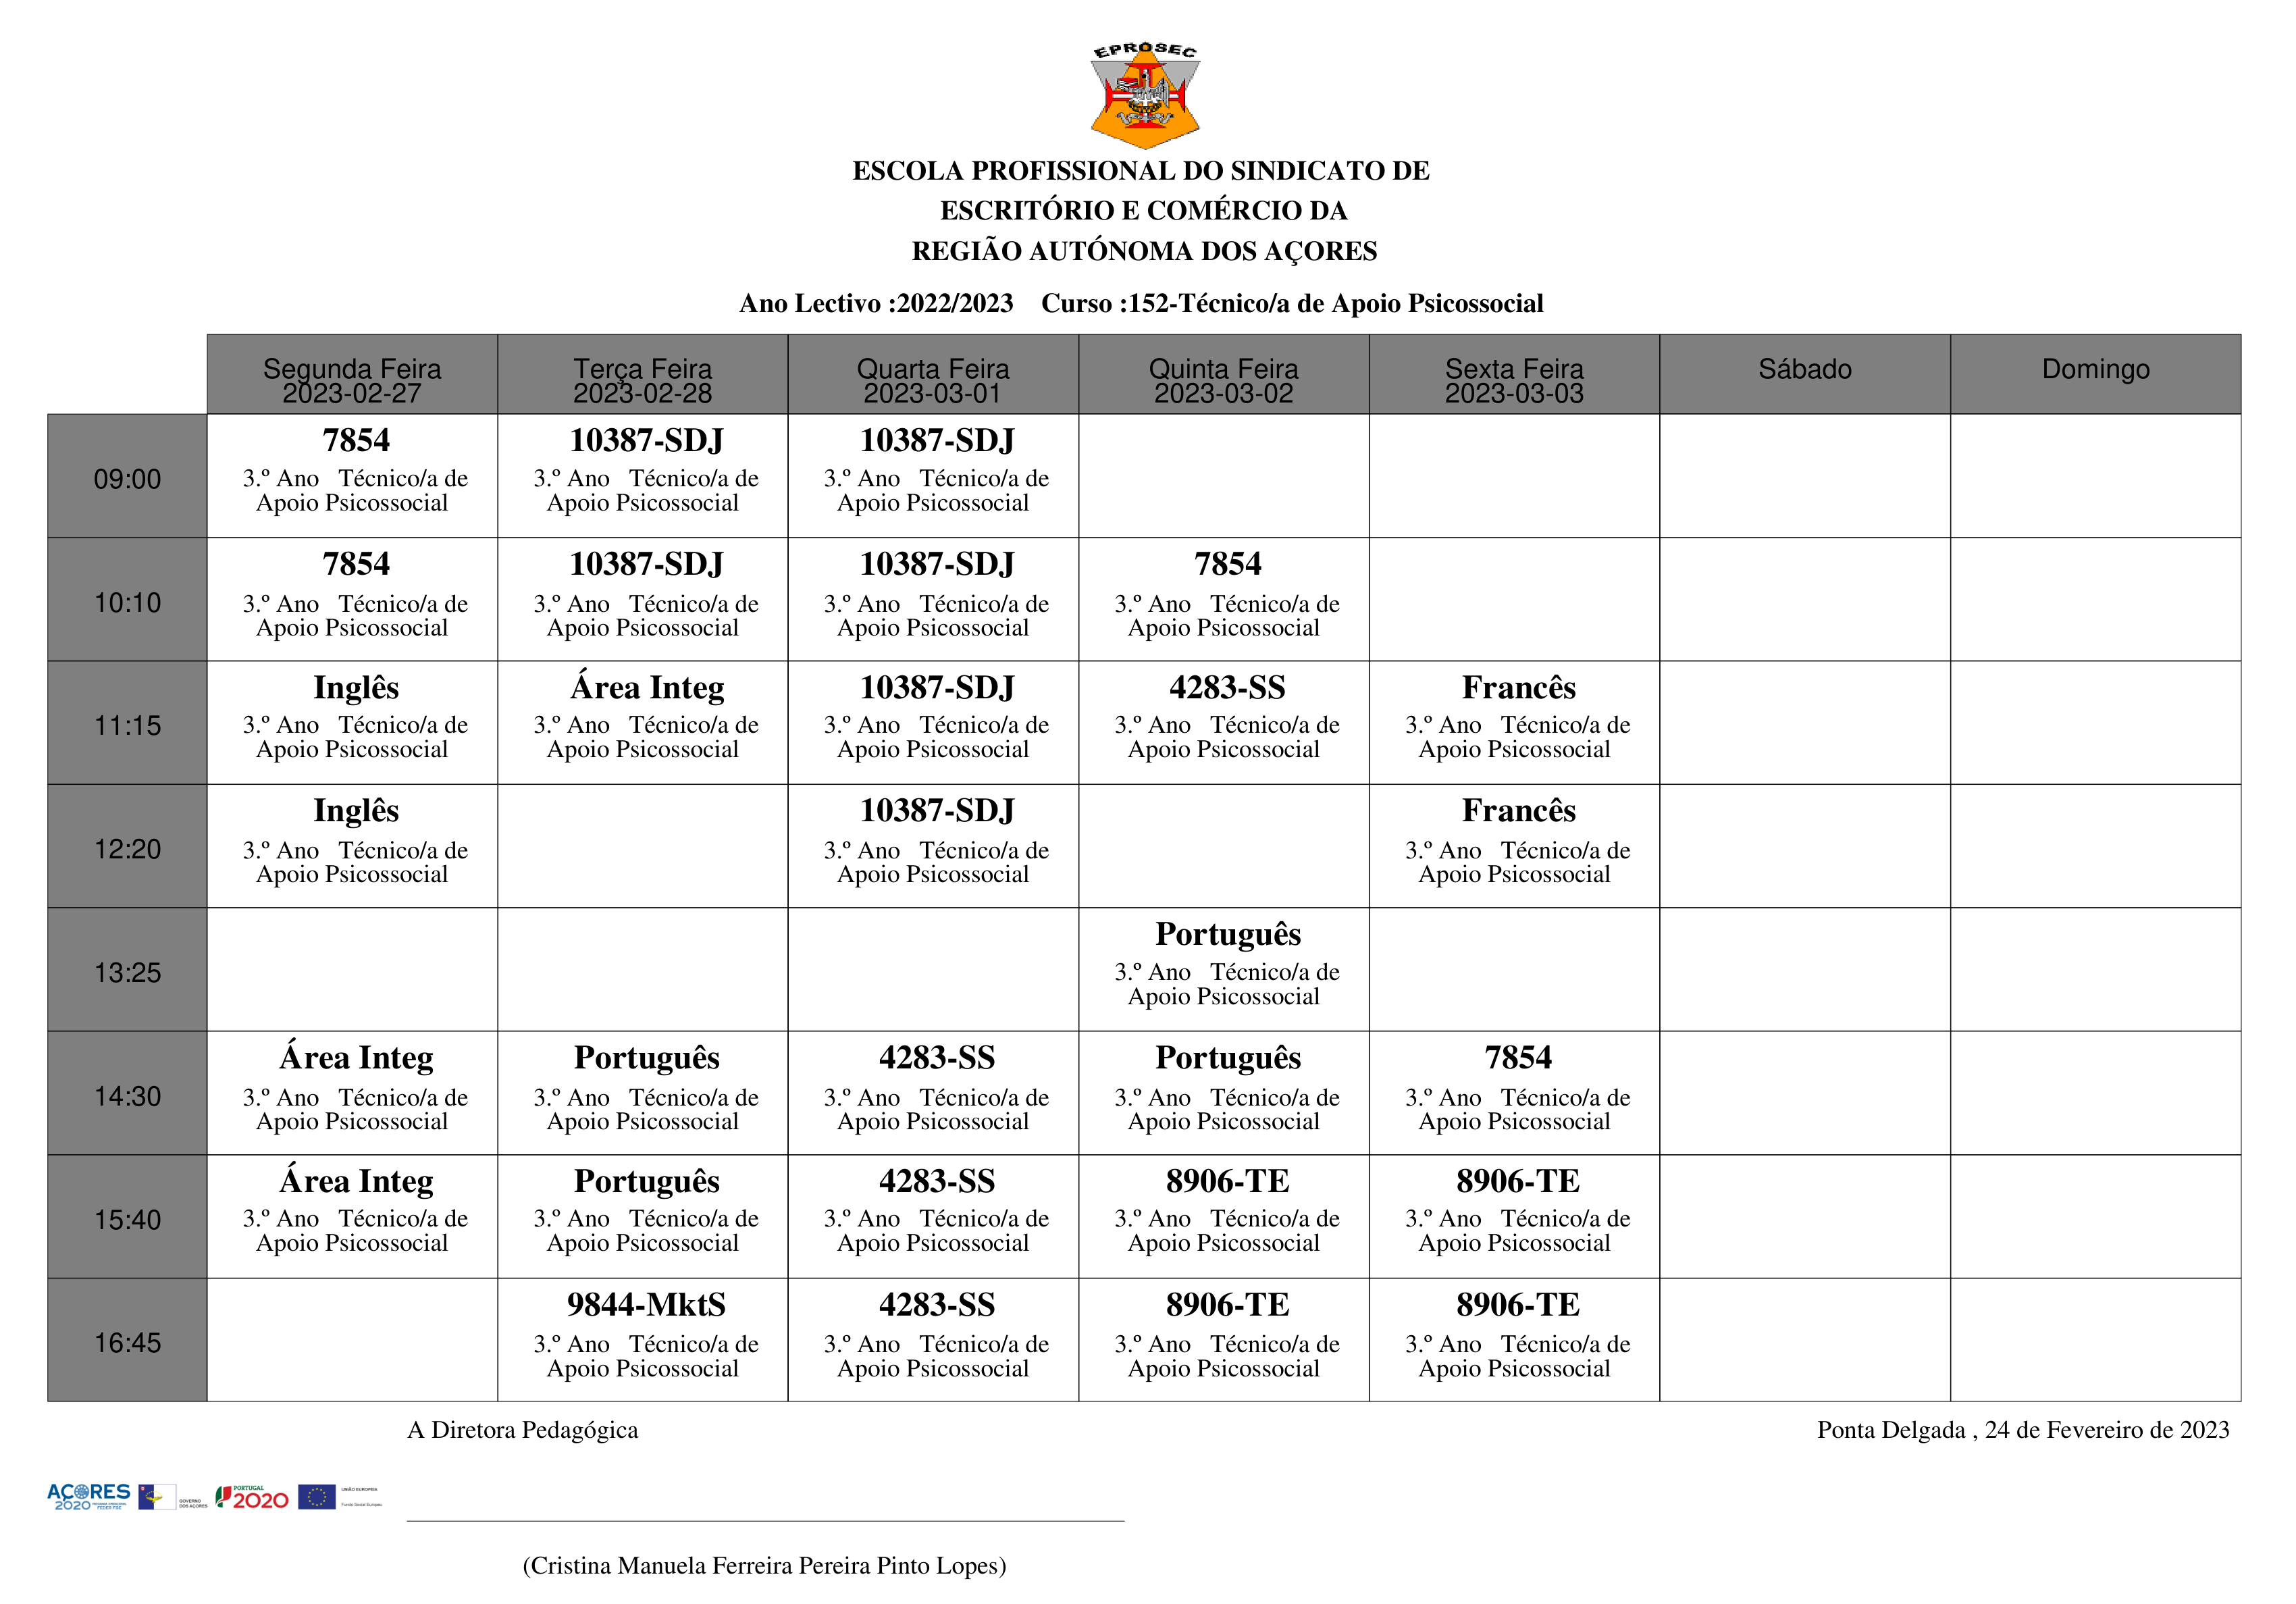 EPROSEC
ESCOLA PROFISSIONAL DO SINDICATO DE
ESCRITÓRIO E COMÉRCIO DA
REGIÃO AUTÓNOMA DOS AÇORES
Ano Lectivo :2022/2023 Curso :152-Técnico/a de Apoio Psicossocial
Segunda Feira Terça Feira Quarta Feira Quinta Feira Sexta Feira Sábado Domingo
2023-02-27 2023-02-28 2023-03-01 2023-03-02 2023-03-03
7854 10387-SDJ 10387-SDJ
09:00 3.º Ano Técnico/a de 3.º Ano Técnico/a de 3.º Ano Técnico/a de
Apoio Psicossocial Apoio Psicossocial Apoio Psicossocial
7854 10387-SDJ 10387-SDJ 7854
10:10 3.º Ano Técnico/a de 3.º Ano Técnico/a de 3.º Ano Técnico/a de 3.º Ano Técnico/a de
Apoio Psicossocial Apoio Psicossocial Apoio Psicossocial Apoio Psicossocial
Inglês Área Integ 10387-SDJ 4283-SS Francês
11:15 3.º Ano Técnico/a de 3.º Ano Técnico/a de 3.º Ano Técnico/a de 3.º Ano Técnico/a de 3.º Ano Técnico/a de
Apoio Psicossocial Apoio Psicossocial Apoio Psicossocial Apoio Psicossocial Apoio Psicossocial
Inglês 10387-SDJ Francês
12:20 3.º Ano Técnico/a de 3.º Ano Técnico/a de 3.º Ano Técnico/a de
Apoio Psicossocial Apoio Psicossocial Apoio Psicossocial
Português
13:25 3.º Ano Técnico/a de
Apoio Psicossocial
Área Integ Português 4283-SS Português 7854
14:30 3.º Ano Técnico/a de 3.º Ano Técnico/a de 3.º Ano Técnico/a de 3.º Ano Técnico/a de 3.º Ano Técnico/a de
Apoio Psicossocial Apoio Psicossocial Apoio Psicossocial Apoio Psicossocial Apoio Psicossocial
Área Integ Português 4283-SS 8906-TE 8906-TE
15:40 3.º Ano Técnico/a de 3.º Ano Técnico/a de 3.º Ano Técnico/a de 3.º Ano Técnico/a de 3.º Ano Técnico/a de
Apoio Psicossocial Apoio Psicossocial Apoio Psicossocial Apoio Psicossocial Apoio Psicossocial
9844-MktS 4283-SS 8906-TE 8906-TE
16:45 3.º Ano Técnico/a de 3.º Ano Técnico/a de 3.º Ano Técnico/a de 3.º Ano Técnico/a de
Apoio Psicossocial Apoio Psicossocial Apoio Psicossocial Apoio Psicossocial
A Diretora Pedagógica Ponta Delgada , 24 de Fevereiro de 2023
AÇORES
2020
GOVERNO
DOS AÇORES
PORTUGAL
2020
UNIÃO EUROPEIA
Fundo Social Europeu
(Cristina Manuela Ferreira Pereira Pinto Lopes)